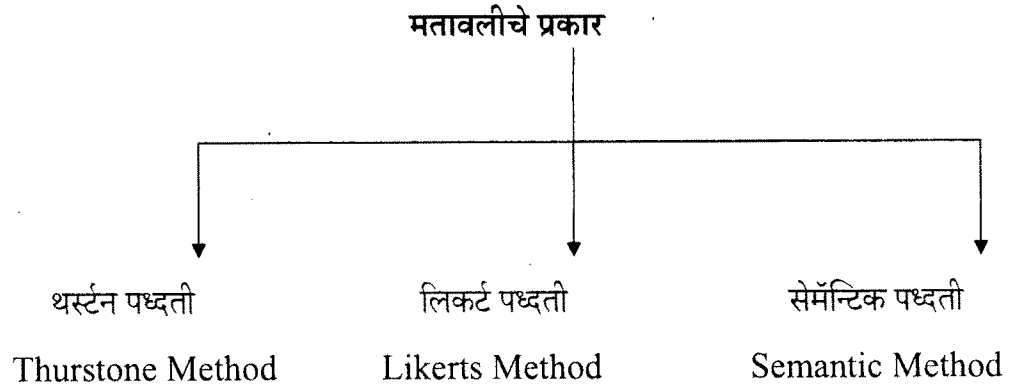 मतावलीचे प्रकार
थर्स्टन पध्दती लिकर्ट पध्दती सेमॅन्टिक पध्दती
Thurstone Method Likerts Method Semantic Method